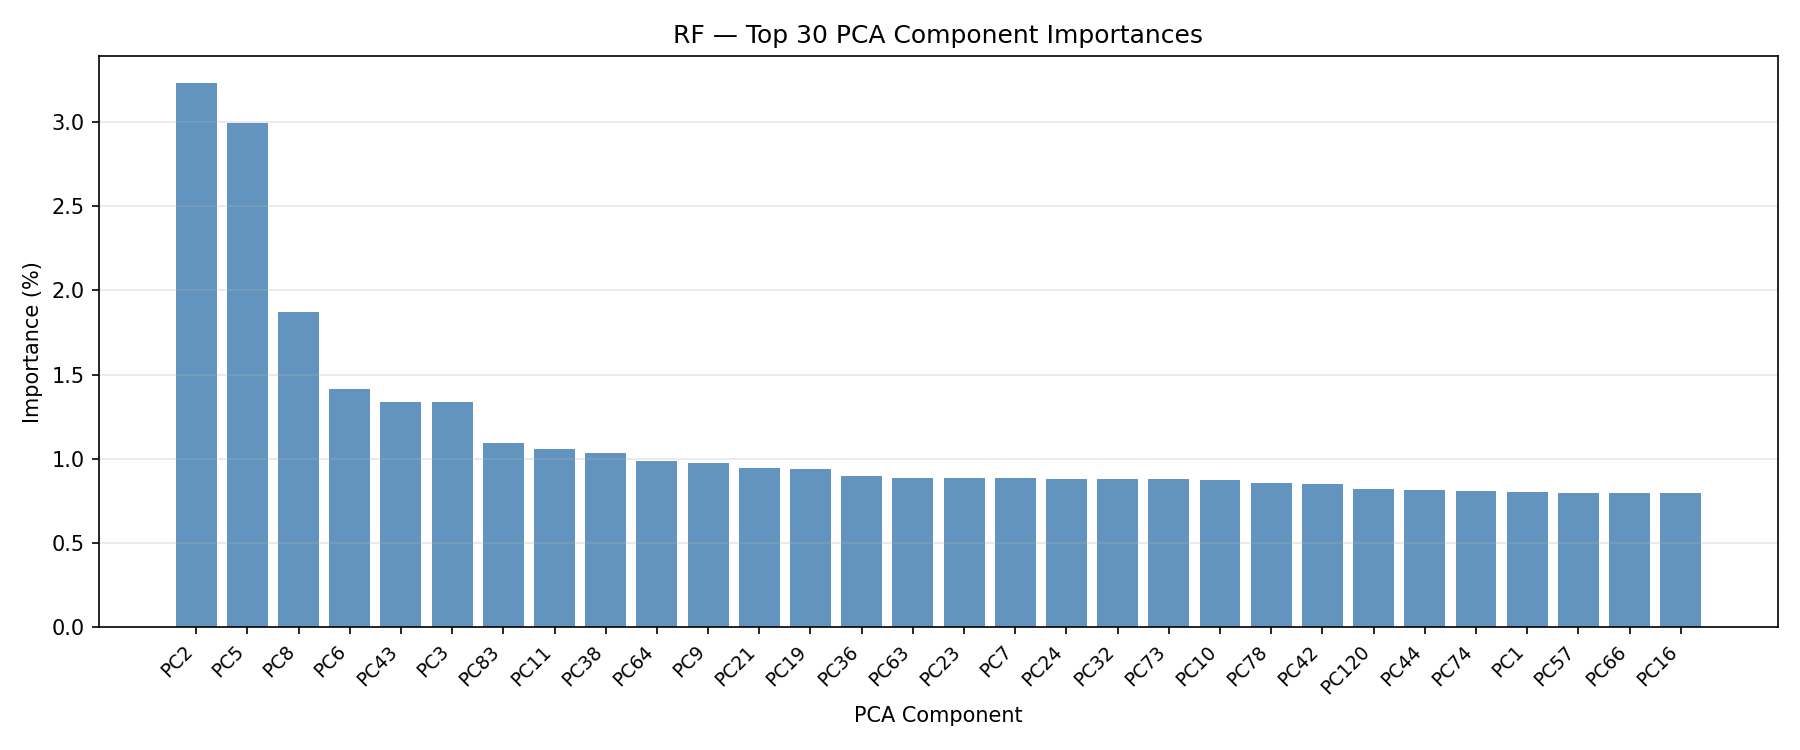 RF — Top 30 PCA Component Importances
Importance (%)
3.0
2.5
2.0
1.5
1.0
0.5
0.0
PC2 PC5 PC8 PC6 PC43 PC3 PC83 PC11 PC38 PC64 PC9 PC21 PC19 PC36 PC63 PC23 PC7 PC24 PC32 PC73 PC10 PC78 PC42 PC120 PC44 PC74 PC1 PC57 PC66 PC16
PCA Component